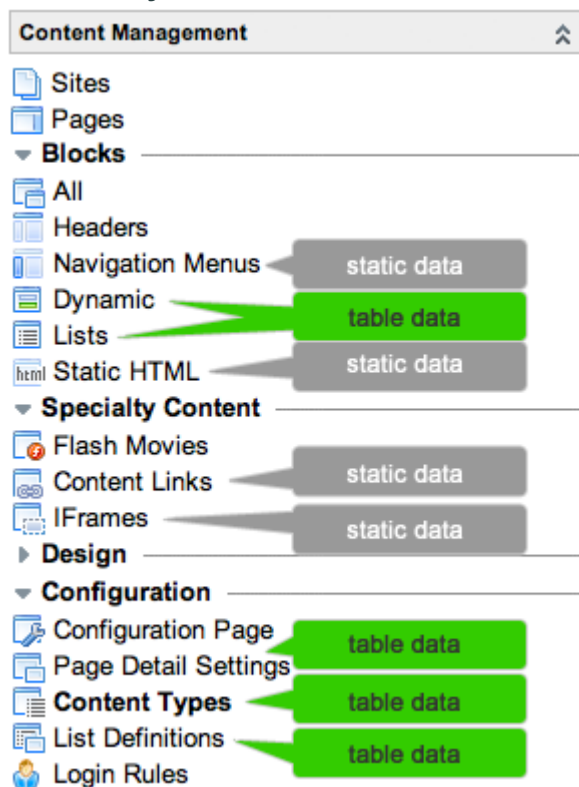 Content Management
Sites
Pages
Blocks
All
Headers
Navigation Menus static data
Dynamic table data
Lists
html Static HTML static data
Specialty Content
Flash Movies
Content Links static data
IFrames static data
Design
Configuration
Configuration Page
Page Detail Settings table data
Content Types table data
List Definitions table data
Login Rules